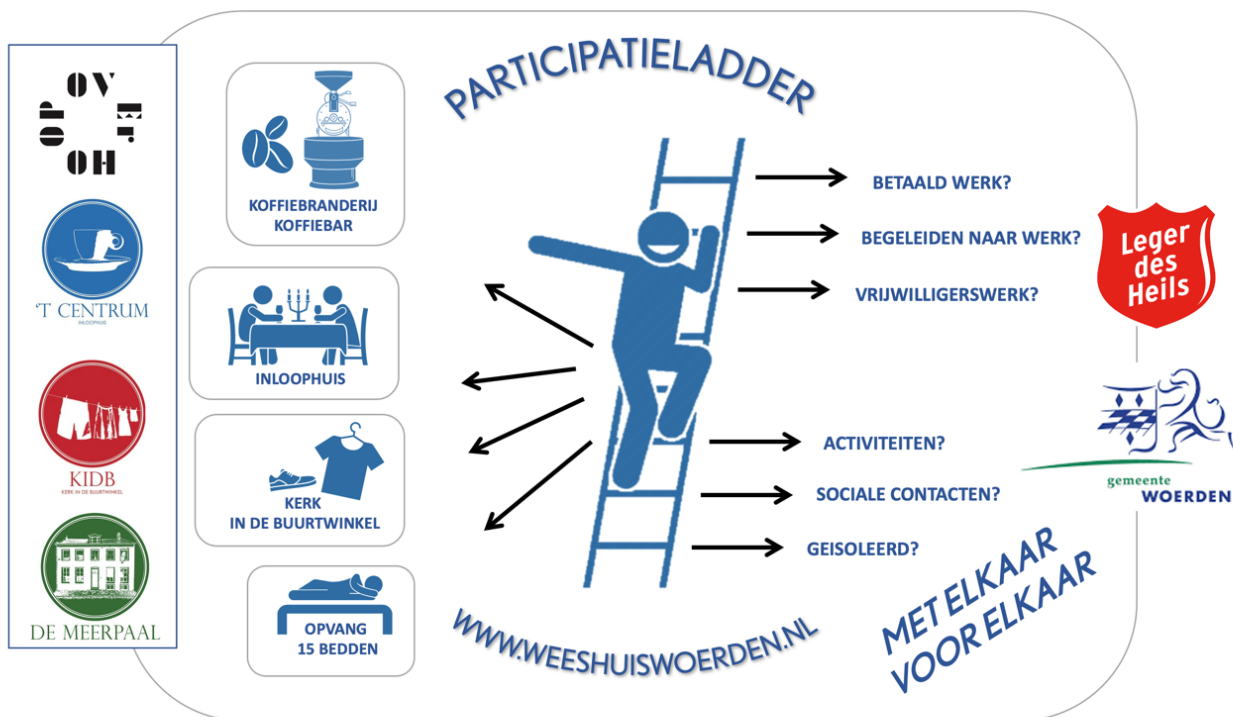 PARTICIPATIELADDER
OVER
HOOP
'T CENTRUM
INLOOPHUIS
KIDB
KERK IN DE BUURTWINKEL
DE MEERPAAL
KOFFIEBRANDERIJ
KOFFIEBAR
INLOOPHUIS
KERK
IN DE BUURTWINKEL
OPVANG
15 BEDDEN
BETAALD WERK?
BEGELEIDEN NAAR WERK?
VRIJWILLIGERSWERK?
ACTIVITEITEN?
SOCIALE CONTACTEN?
GEISOLEERD?
Leger
des
Heils
gemeente
WOERDEN
MET ELKAAR
VOOR ELKAAR
WWW.WEESHUISWOERDEN.NL